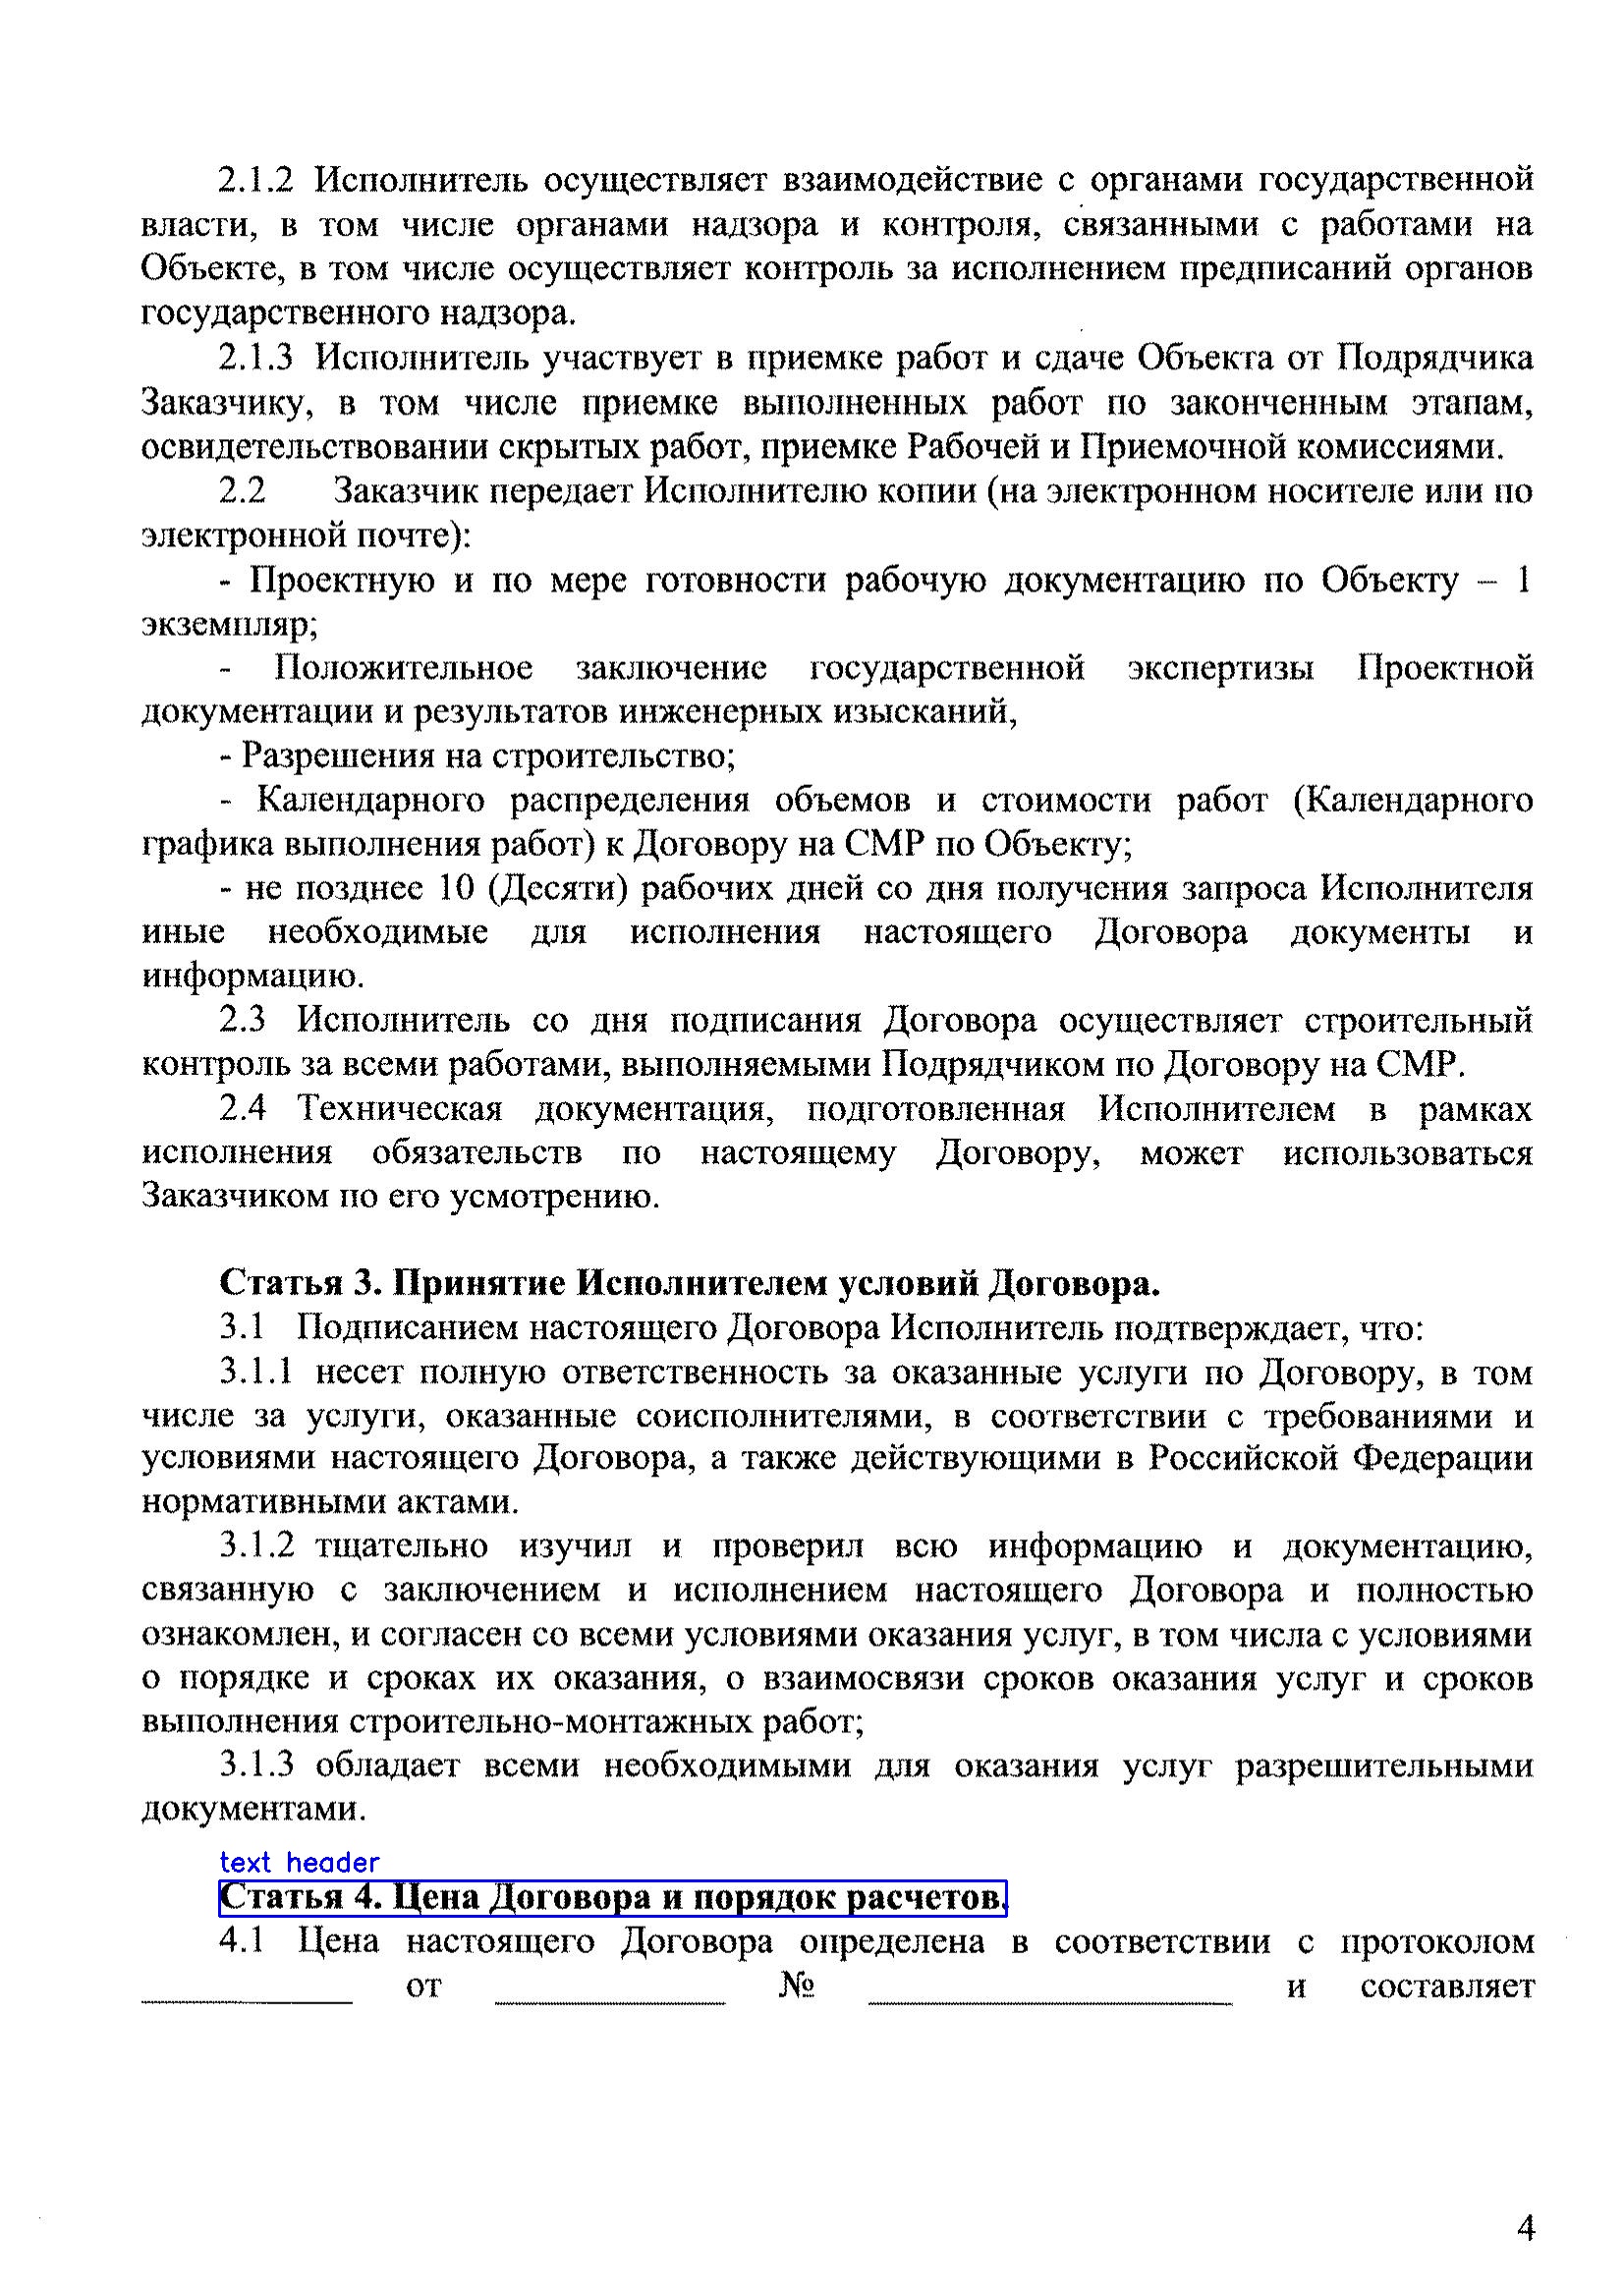 2.1.2 Исполнитель осуществляет взаимодействие с органами государственной
власти, в том числе органами надзора и контроля, связанными с работами на
Объекте, в том числе осуществляет контроль за исполнением предписаний органов
государственного надзора.
2.1.3 Исполнитель участвует в приемке работ и сдаче Объекта от Подрядчика
Заказчику, в том числе приемке выполненных работ по законченным этапам,
освидетельствовании скрытых работ, приемке Рабочей и Приемочной комиссиями.
2.2 Заказчик передает Исполнителю копии (на электронном носителе или по
электронной почте):
- Проектную и по мере готовности рабочую документацию по Объекту – 1
экземпляр;
- Положительное заключение государственной экспертизы Проектной
документации и результатов инженерных изысканий,
- Разрешения на строительство;
- Календарного распределения объемов и стоимости работ (Календарного
графика выполнения работ) к Договору на СМР по Объекту;
- не позднее 10 (Десяти) рабочих дней со дня получения запроса Исполнителя
иные необходимые для исполнения настоящего Договора документы и
информацию.
2.3 Исполнитель со дня подписания Договора осуществляет строительный
контроль за всеми работами, выполняемыми Подрядчиком по Договору на СМР.
2.4 Техническая документация, подготовленная Исполнителем в рамках
исполнения обязательств по настоящему Договору, может использоваться
Заказчиком по его усмотрению.
Статья 3. Принятие Исполнителем условий Договора.
3.1 Подписанием настоящего Договора Исполнитель подтверждает, что:
3.1.1 несет полную ответственность за оказанные услуги по Договору, в том
числе за услуги, оказанные соисполнителями, в соответствии с требованиями и
условиями настоящего Договора, а также действующими в Российской Федерации
нормативными актами.
3.1.2 тщательно изучил и проверил всю информацию и документацию,
связанную с заключением и исполнением настоящего Договора и полностью
ознакомлен, и согласен со всеми условиями оказания услуг, в том числа с условиями
о порядке и сроках их оказания, о взаимосвязи сроков оказания услуг и сроков
выполнения строительно-монтажных работ;
3.1.3 обладает всеми необходимыми для оказания услуг разрешительными
документами.
text header
Статья 4. Цена Договора и порядок расчетов.
4.1 Цена настоящего Договора определена в соответствии с протоколом
___________ от ____________ № ___________________ и составляет
4